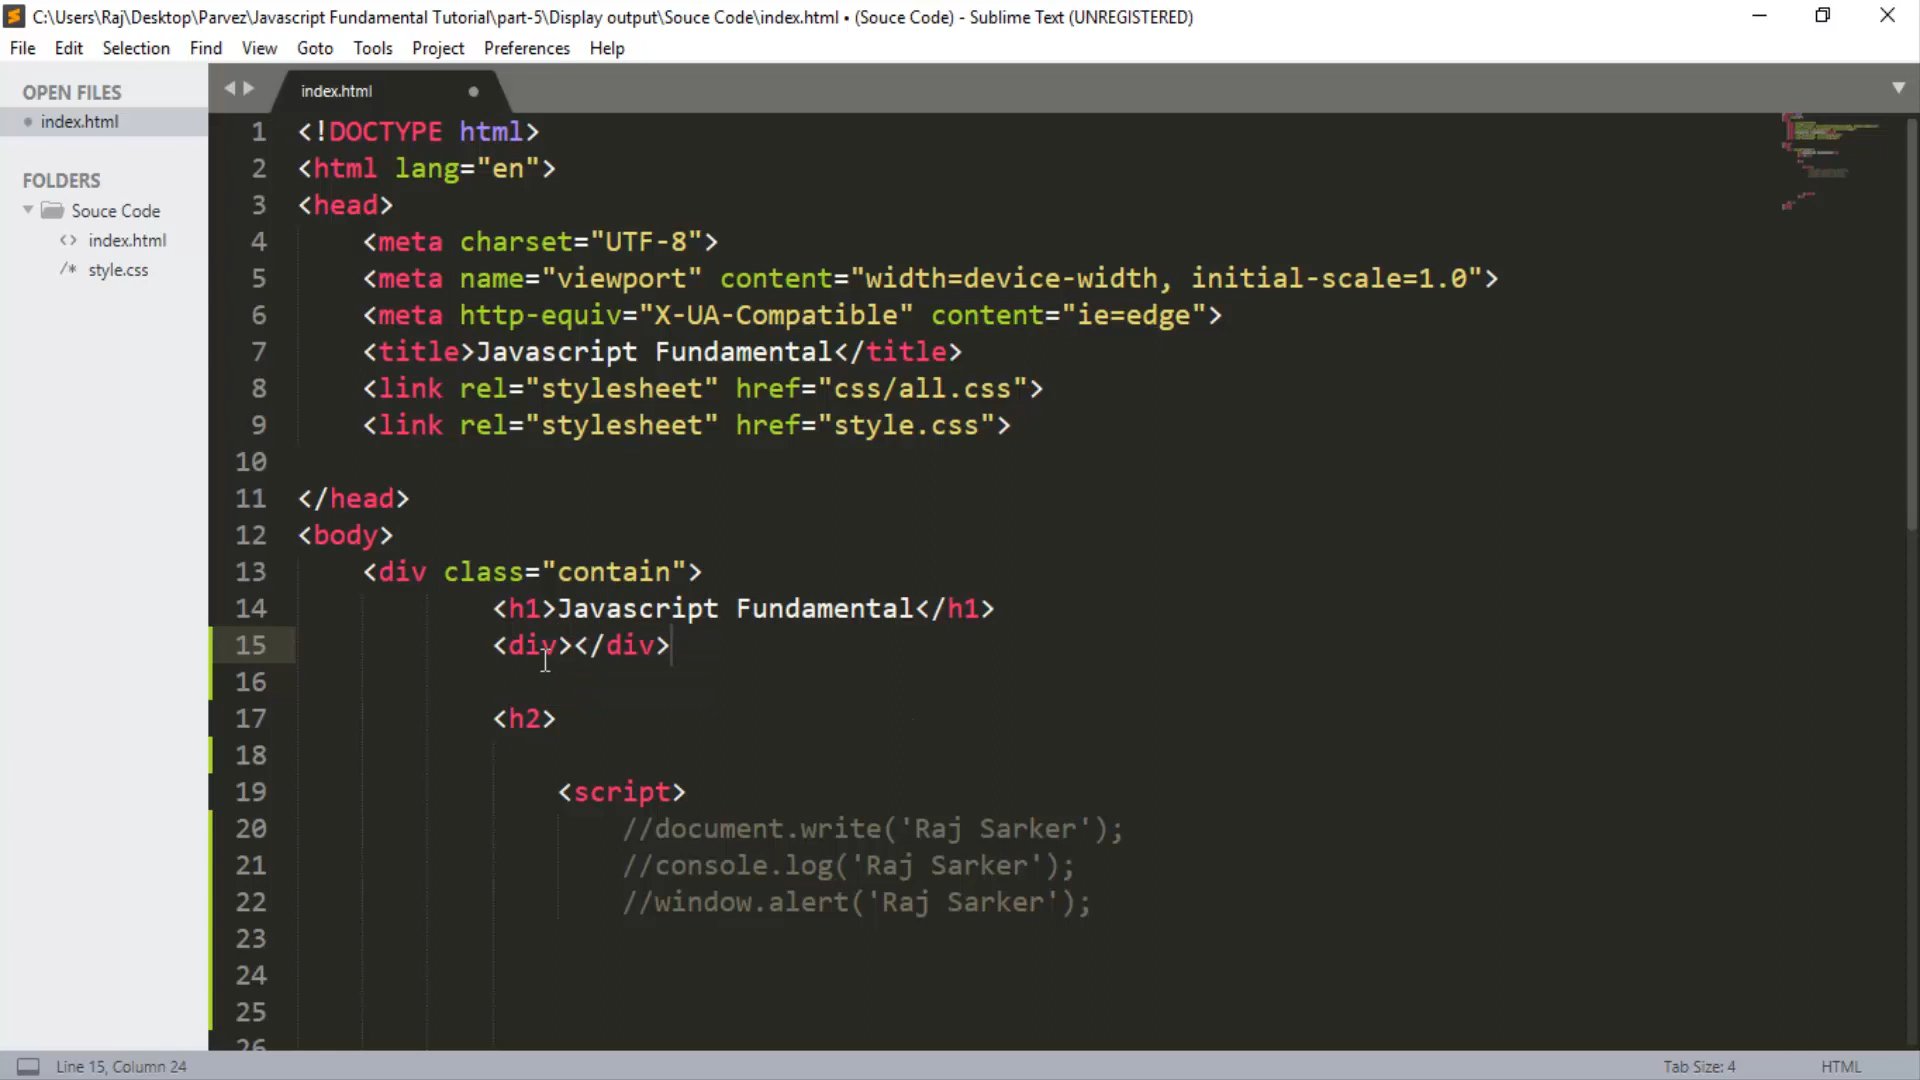 C:\Users\Raj\Desktop\Parvez\Javascript Fundamental Tutorial\part-5\Display output\Souce Code\index.html • (Souce Code) - Sublime Text (UNREGISTERED)
File Edit Selection Find View Goto Tools Project Preferences Help
OPEN FILES
index.html
FOLDERS
Souce Code
<> index.html
/* style.css
index.html
1 <!DOCTYPE html>
2 <html lang="en">
3 <head>
4 <meta charset="UTF-8">
5 <meta name="viewport" content="width=device-width, initial-scale=1.0">
6 <meta http-equiv="X-UA-Compatible" content="ie=edge">
7 <title>Javascript Fundamental</title>
8 <link rel="stylesheet" href="css/all.css">
9 <link rel="stylesheet" href="style.css">
10
11 </head>
12 <body>
13 <div class="contain">
14 <h1>Javascript Fundamental</h1>
15 <div></div>
16
17 <h2>
18
19 <script>
20 //document.write('Raj Sarker');
21 //console.log('Raj Sarker');
22 //window.alert('Raj Sarker');
23
24
25
26
Line 15, Column 24
Tab Size: 4
HTML